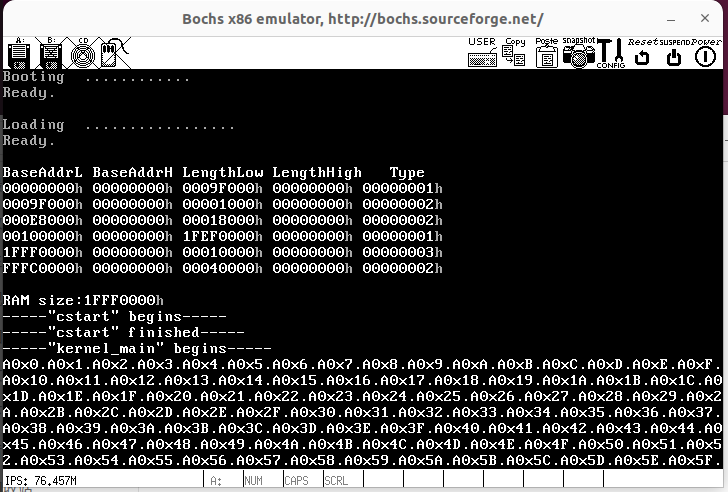 Bochs x86 emulator, http://bochs.sourceforge.net/
A: B: CD USER Copy Paste snapshot CONFIG Reset SUSPEND Power
Booting ............
Ready.
Loading .................
Ready.
BaseAddrL BaseAddrH LengthLow LengthHigh Type
00000000h 00000000h 0009F000h 00000000h 00000001h
0009F000h 00000000h 00001000h 00000000h 00000002h
000E8000h 00000000h 00018000h 00000000h 00000002h
00100000h 00000000h 1FEF0000h 00000000h 00000001h
1FFF0000h 00000000h 00010000h 00000000h 00000003h
FFFC0000h 00000000h 00040000h 00000000h 00000002h
RAM size:1FFF0000h
-----"cstart" begins-----
-----"cstart" finished-----
-----"kernel_main" begins-----
A0x0.A0x1.A0x2.A0x3.A0x4.A0x5.A0x6.A0x7.A0x8.A0x9.A0xA.A0xB.A0xC.A0xD.A0xE.A0xF.
A0x10.A0x11.A0x12.A0x13.A0x14.A0x15.A0x16.A0x17.A0x18.A0x19.A0x1A.A0x1B.A0x1C.A0
x1D.A0x1E.A0x1F.A0x20.A0x21.A0x22.A0x23.A0x24.A0x25.A0x26.A0x27.A0x28.A0x29.A0x2
A.A0x2B.A0x2C.A0x2D.A0x2E.A0x2F.A0x30.A0x31.A0x32.A0x33.A0x34.A0x35.A0x36.A0x37.
A0x38.A0x39.A0x3A.A0x3B.A0x3C.A0x3D.A0x3E.A0x3F.A0x40.A0x41.A0x42.A0x43.A0x44.A0
x45.A0x46.A0x47.A0x48.A0x49.A0x4A.A0x4B.A0x4C.A0x4D.A0x4E.A0x4F.A0x50.A0x51.A0x5
2.A0x53.A0x54.A0x55.A0x56.A0x57.A0x58.A0x59.A0x5A.A0x5B.A0x5C.A0x5D.A0x5E.A0x5F.
IPS: 76.457M A: NUM CAPS SCRL